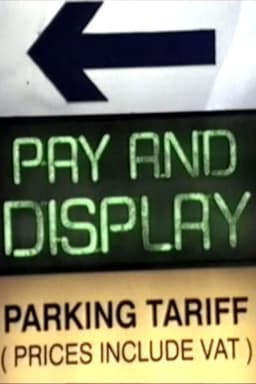 PAY AND
DISPLAY
PARKING TARIFF
( PRICES INCLUDE VAT )